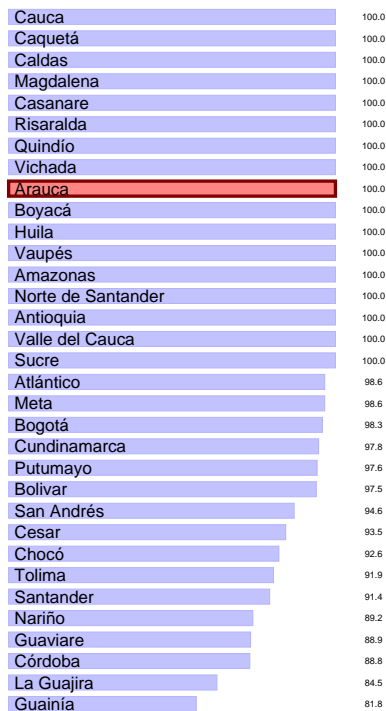 Cauca 100.0
Caquetá 100.0
Caldas 100.0
Magdalena 100.0
Casanare 100.0
Risaralda 100.0
Quindío 100.0
Vichada 100.0
Arauca 100.0
Boyacá 100.0
Huila 100.0
Vaupés 100.0
Amazonas 100.0
Norte de Santander 100.0
Antioquia 100.0
Valle del Cauca 100.0
Sucre 100.0
Atlántico 98.6
Meta 98.6
Bogotá 98.3
Cundinamarca 97.8
Putumayo 97.6
Bolivar 97.5
San Andrés 94.6
Cesar 93.5
Chocó 92.6
Tolima 91.9
Santander 91.4
Nariño 89.2
Guaviare 88.9
Córdoba 88.8
La Guajira 84.5
Guainía 81.8